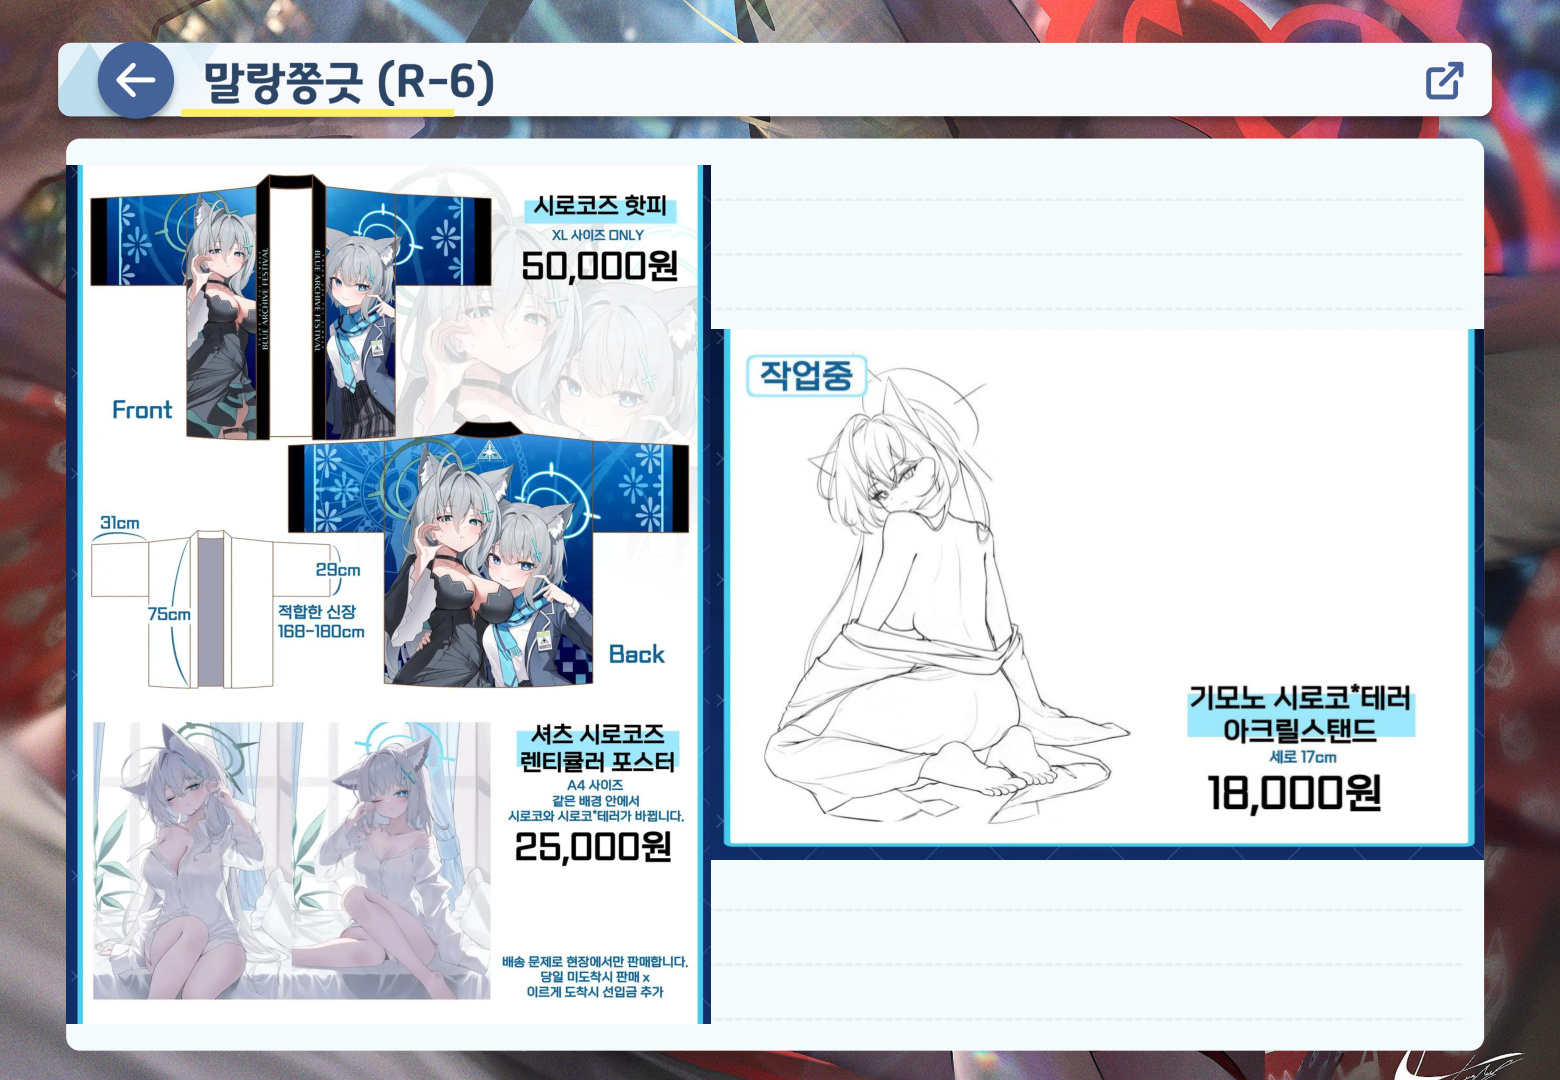 말랑쫑긋 (R-6)
시로코즈 핫피
XL 사이즈 ONLY
50,000원
BLUE ARCHIVE FESTIVAL
BLUE ARCHIVE FESTIVAL
Front
31cm
29cm
75cm
적합한 신장
168-180cm
Back
셔츠 시로코즈
렌티큘러 포스터
A4 사이즈
같은 배경 안에서
시로코와 시로코*테러가 바뀝니다.
25,000원
배송 문제로 현장에서만 판매합니다.
당일 미도착시 판매 x
이르게 도착시 선입금 추가
작업중
기모노 시로코*테러
아크릴스탠드
세로 17cm
18,000원